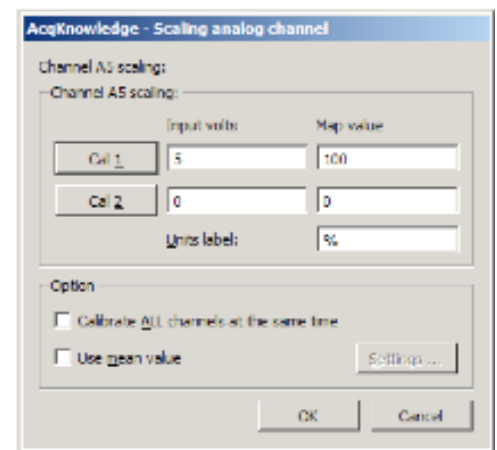 AcqKnowledge - Scaling analog channel
Channel A5 scaling:
Channel A5 scaling:
Input volts Map value
Cal 1 5 100
Cal 2 0 0
Units label: %
Option
Calibrate ALL channels at the same time
Use mean value Settings ...
OK Cancel